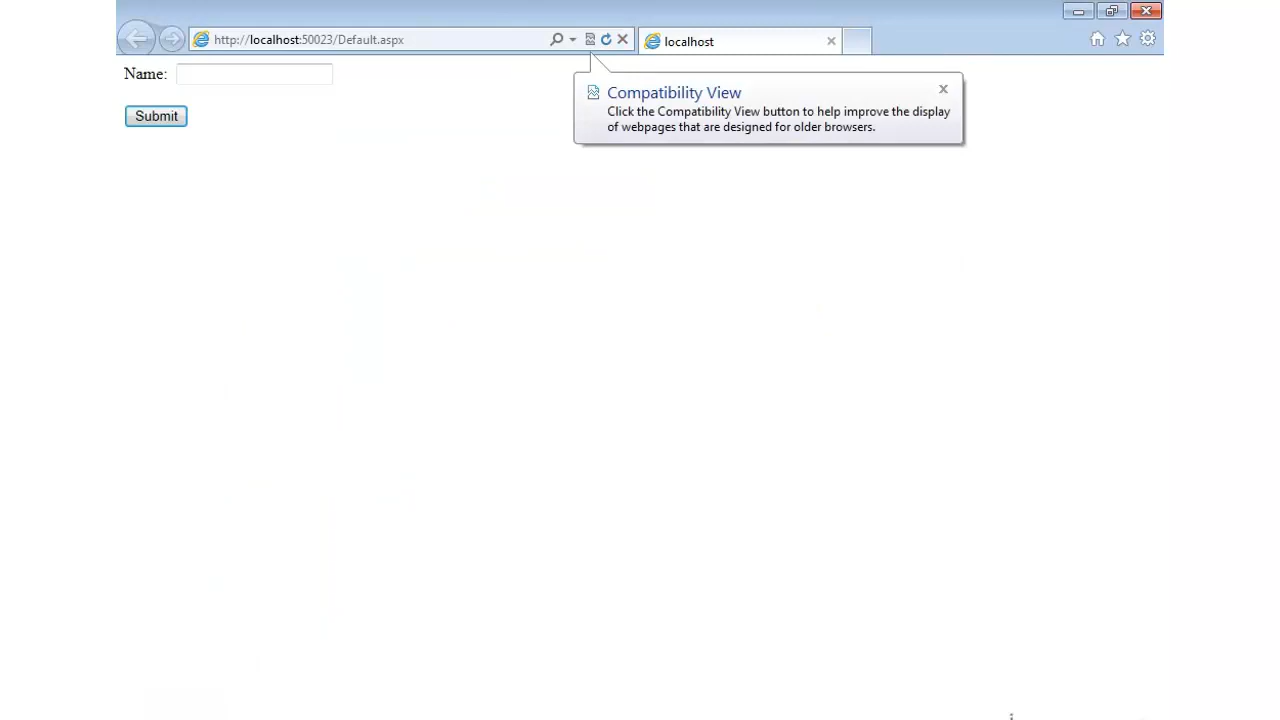 http://localhost:50023/Default.aspx
localhost
Name:
Submit
Compatibility View
Click the Compatibility View button to help improve the display
of webpages that are designed for older browsers.